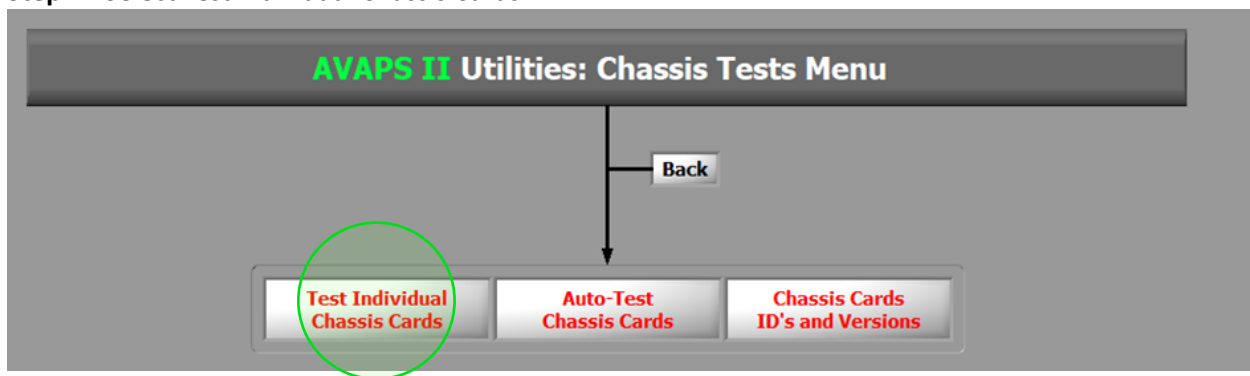 AVAPS II Utilities: Chassis Tests Menu
Back
Test Individual
Chassis Cards
Auto-Test
Chassis Cards
Chassis Cards
ID's and Versions